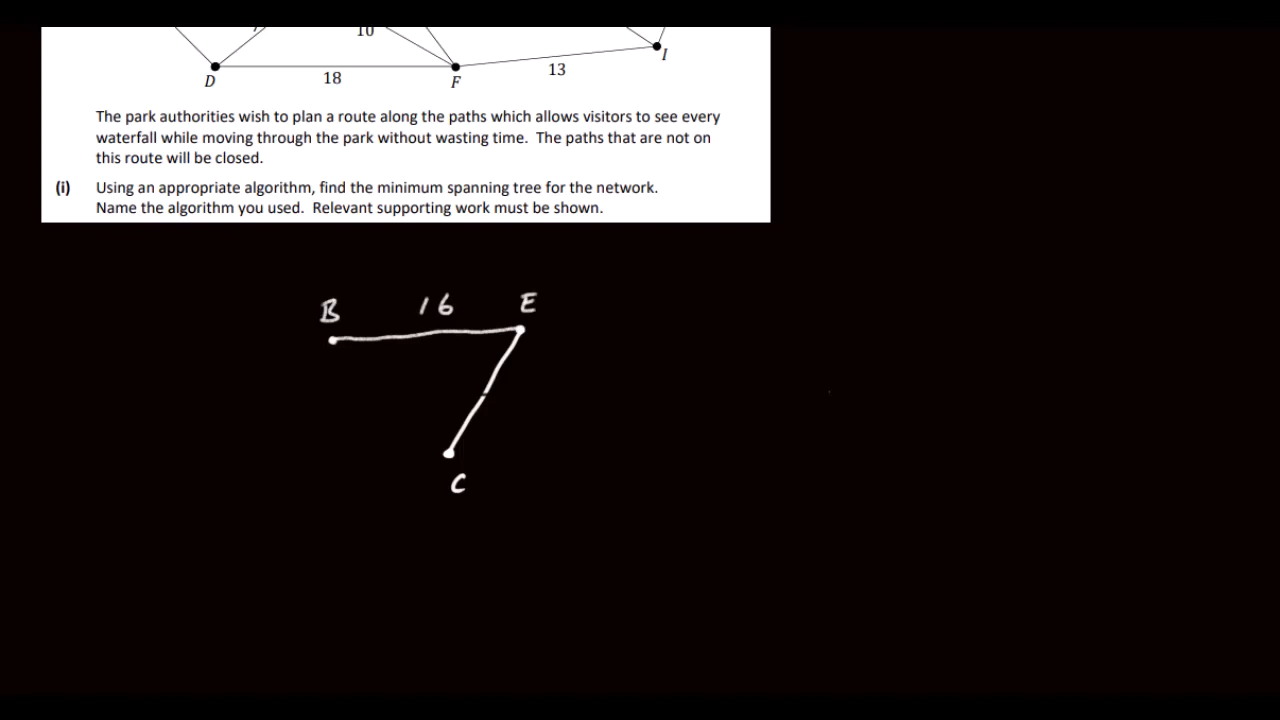 10
I
D
18
F
13
The park authorities wish to plan a route along the paths which allows visitors to see every
waterfall while moving through the park without wasting time. The paths that are not on
this route will be closed.
(i) Using an appropriate algorithm, find the minimum spanning tree for the network.
Name the algorithm you used. Relevant supporting work must be shown.
B 16 E
C